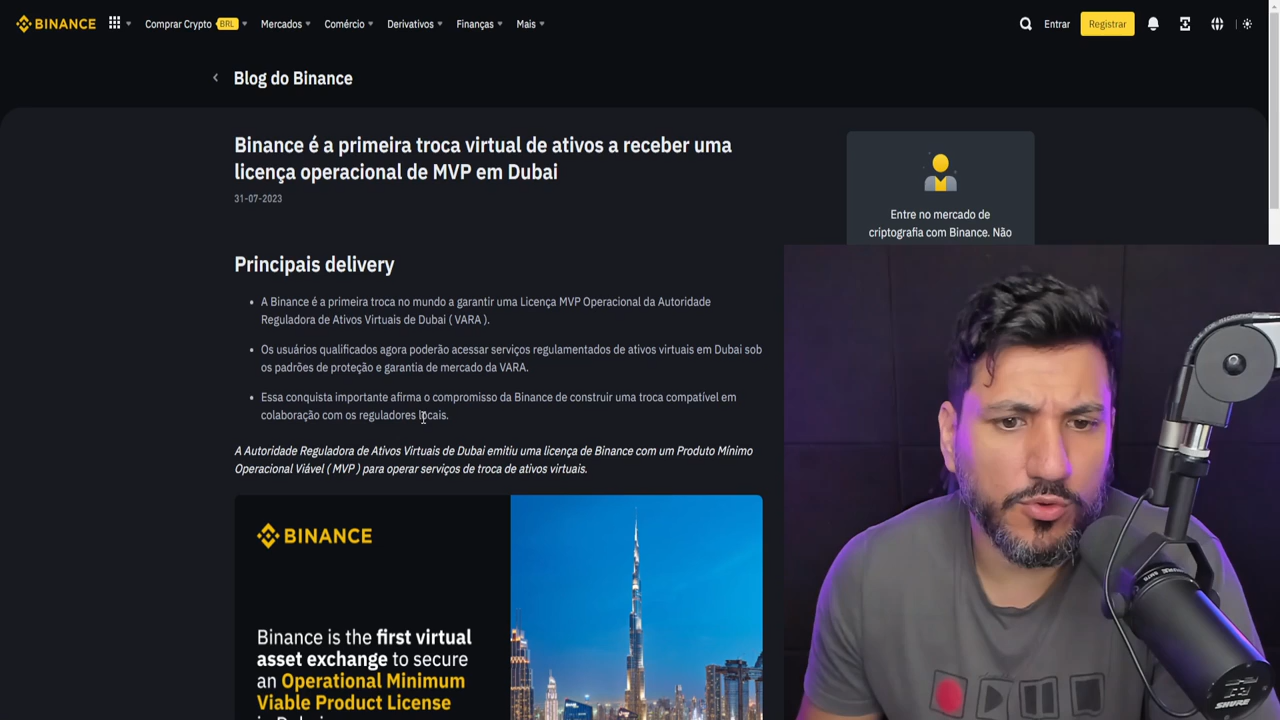 BINANCE
Comprar Crypto BRL Mercados Comércio Derivativos Finanças Mais
Entrar Registrar
Blog do Binance
Binance é a primeira troca virtual de ativos a receber uma
licença operacional de MVP em Dubai
31-07-2023
Principais delivery
A Binance é a primeira troca no mundo a garantir uma Licença MVP Operacional da Autoridade
Reguladora de Ativos Virtuais de Dubai ( VARA ).
Os usuários qualificados agora poderão acessar serviços regulamentados de ativos virtuais em Dubai sob
os padrões de proteção e garantia de mercado da VARA.
Essa conquista importante afirma o compromisso da Binance de construir uma troca compatível em
colaboração com os reguladores locais.
A Autoridade Reguladora de Ativos Virtuais de Dubai emitiu uma licença de Binance com um Produto Mínimo
Operacional Viável ( MVP ) para operar serviços de troca de ativos virtuais.
BINANCE
Binance is the first virtual
asset exchange to secure
an Operational Minimum
Viable Product License
in Dubai
Entre no mercado de
criptografia com Binance. Não
SHURE